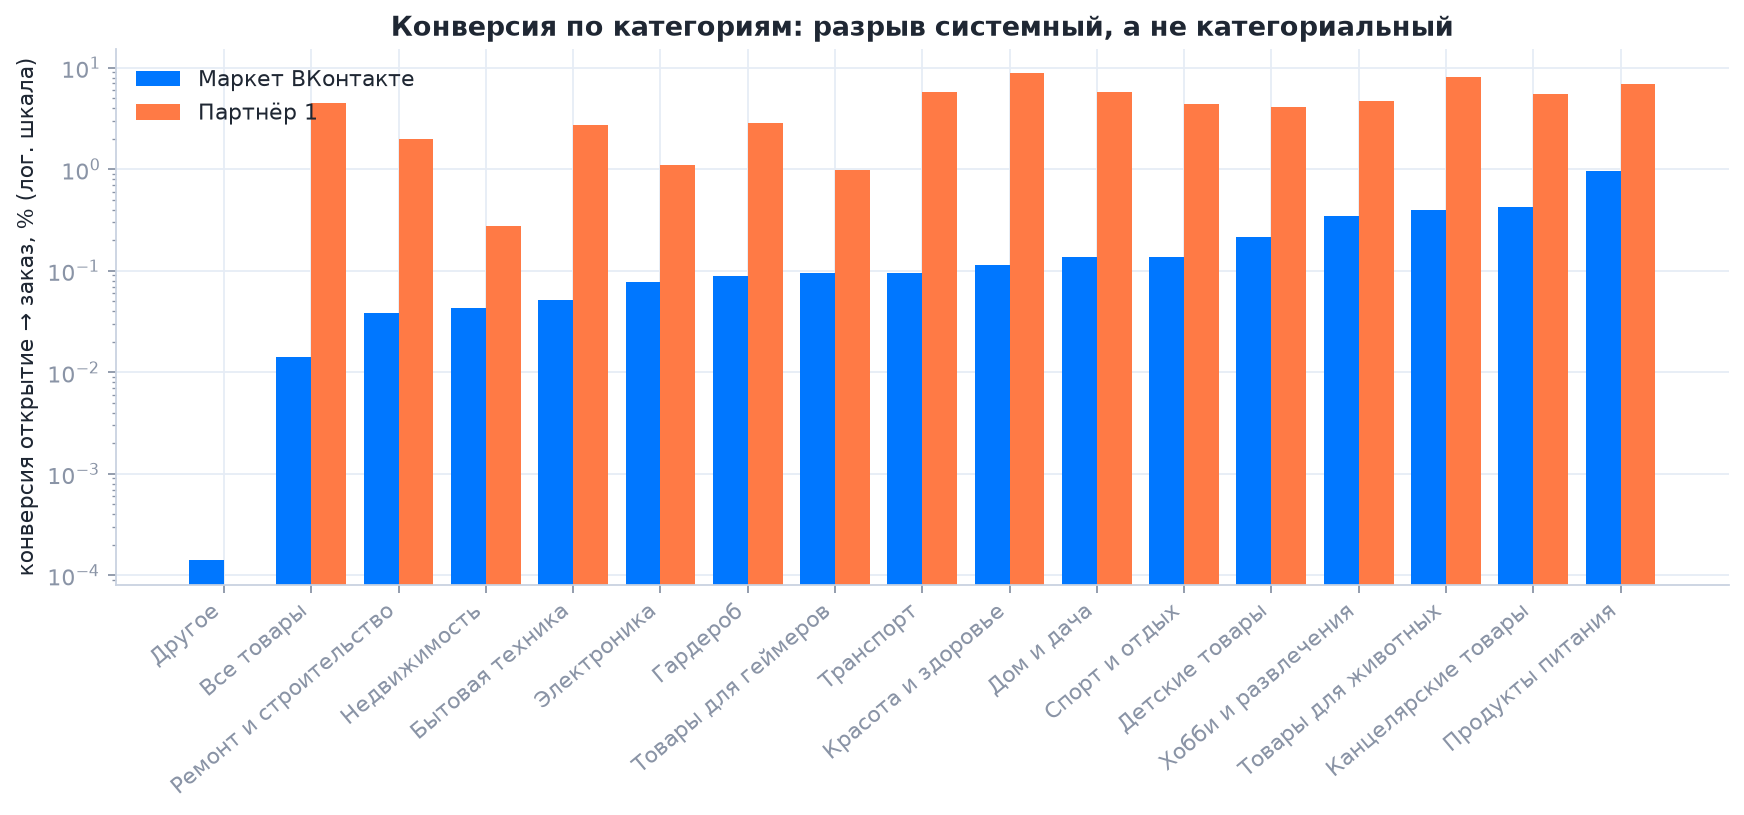 Конверсия по категориям: разрыв системный, а не категориальный
конверсия открытие → заказ, % (лог. шкала)
10¹
10⁰
10⁻¹
10⁻²
10⁻³
10⁻⁴
Маркет ВКонтакте
Партнёр 1
Другое
Все товары
Ремонт и строительство
Недвижимость
Бытовая техника
Электроника
Гардероб
Товары для геймеров
Транспорт
Красота и здоровье
Дом и дача
Спорт и отдых
Детские товары
Хобби и развлечения
Товары для животных
Канцелярские товары
Продукты питания